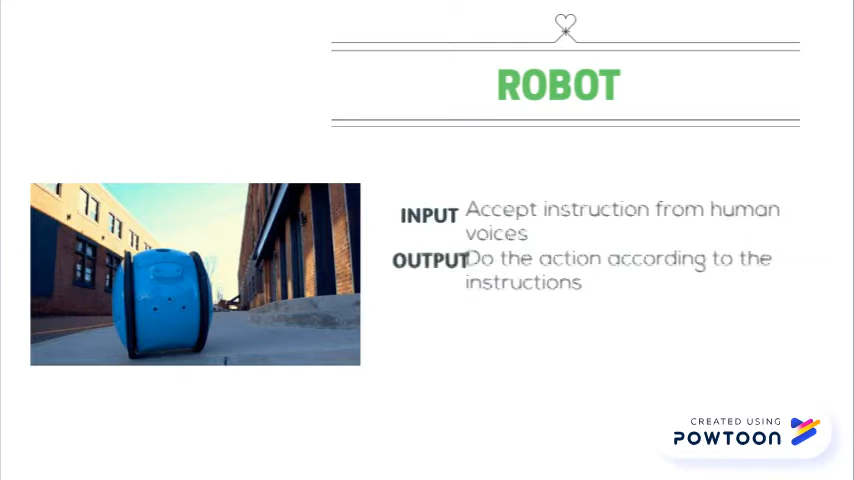 ROBOT
INPUT Accept instruction from human
voices
OUTPUT Do the action according to the
instructions
CREATED USING
POWTOON